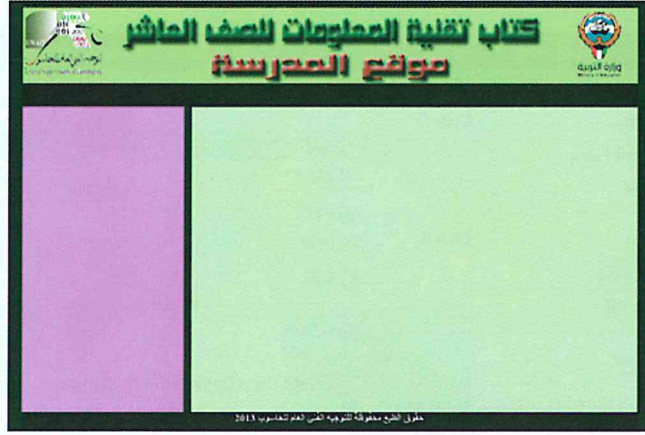 كتاب تقنية المعلومات للصف العاشر
موقع المدرسة
وزارة التربية
حقوق الطبع محفوظة للتوجيه الفني العام للحاسوب 2013